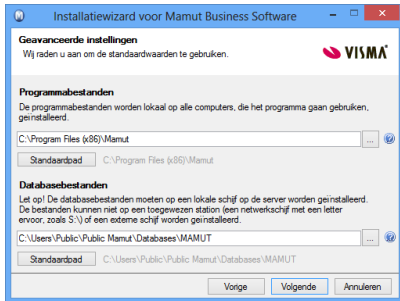 Installatiewizard voor Mamut Business Software
Geavanceerde instellingen
Wij raden u aan om de standaardwaarden te gebruiken.
VISMA
Programmabestanden
De programmabestanden worden lokaal op alle computers, die het programma gaan gebruiken,
geïnstalleerd.
C:\Program Files (x86)\Mamut
...
Standaardpad C:\Program Files (x86)\Mamut
Databasebestanden
Let op! De databasebestanden moeten op een lokale schijf op de server worden geïnstalleerd.
De bestanden kunnen niet op een toegewezen station (een netwerkschijf met een letter
ervoor, zoals S:\) of een externe schijf worden geïnstalleerd.
C:\Users\Public\Public Mamut\Databases\MAMUT
...
Standaardpad C:\Users\Public\Public Mamut\Databases\MAMUT
Vorige Volgende Annuleren